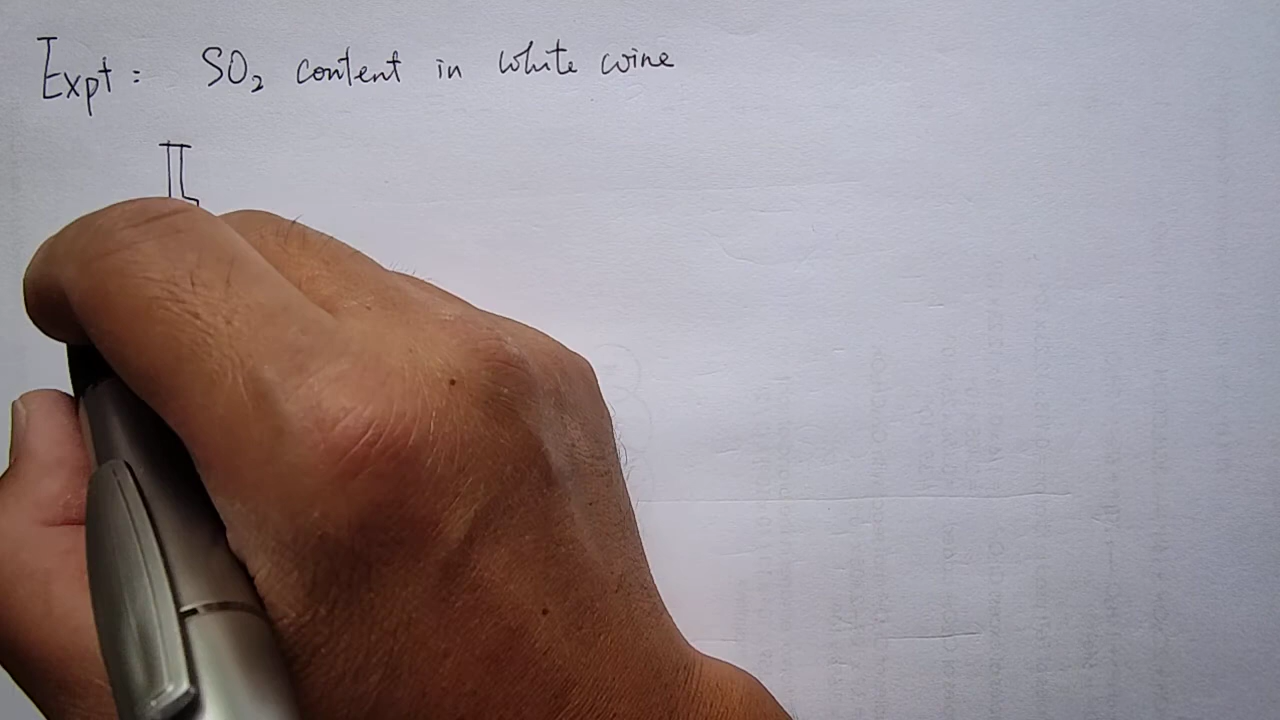 Expt: SO₂ content in white wine